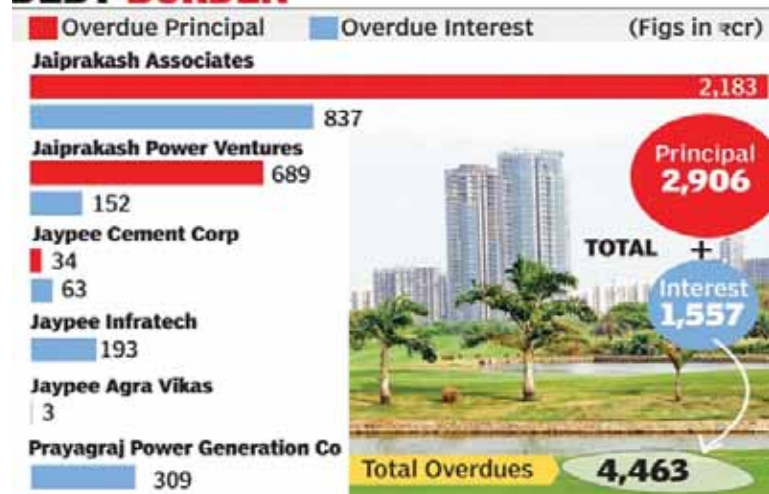 Overdue Principal Overdue Interest (Figs in ₹cr)
Jaiprakash Associates
2,183
837
Jaiprakash Power Ventures
689
152
Jaypee Cement Corp
34
63
Jaypee Infratech
193
Jaypee Agra Vikas
3
Prayagraj Power Generation Co
309
Principal
2,906
TOTAL +
Interest
1,557
Total Overdues 4,463